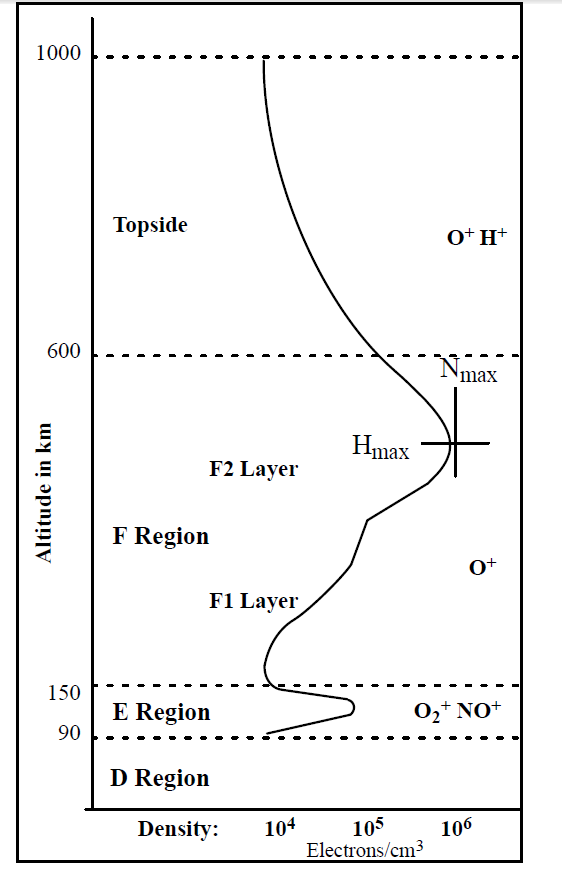 1000
Topside
O⁺ H⁺
600
Nmax
Hmax
F2 Layer
Altitude in km
F Region
O⁺
F1 Layer
150
E Region
O₂⁺ NO⁺
90
D Region
Density: 10⁴ 10⁵ 10⁶
Electrons/cm³